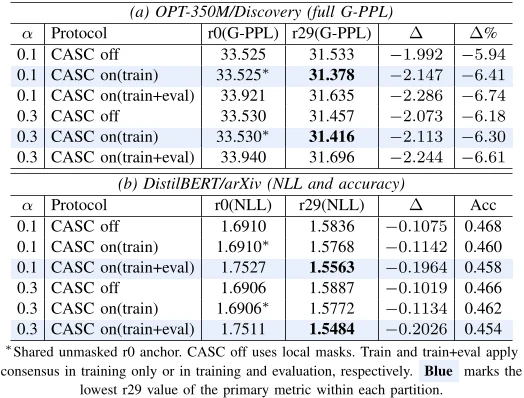 (a) OPT-350M/Discovery (full G-PPL)
α Protocol r0(G-PPL) r29(G-PPL) Δ Δ%
0.1 CASC off 33.525 31.533 −1.992 −5.94
0.1 CASC on(train) 33.525* 31.378 −2.147 −6.41
0.1 CASC on(train+eval) 33.921 31.635 −2.286 −6.74
0.3 CASC off 33.530 31.457 −2.073 −6.18
0.3 CASC on(train) 33.530* 31.416 −2.113 −6.30
0.3 CASC on(train+eval) 33.940 31.696 −2.244 −6.61
(b) DistilBERT/arXiv (NLL and accuracy)
α Protocol r0(NLL) r29(NLL) Δ Acc
0.1 CASC off 1.6910 1.5836 −0.1075 0.468
0.1 CASC on(train) 1.6910* 1.5768 −0.1142 0.460
0.1 CASC on(train+eval) 1.7527 1.5563 −0.1964 0.458
0.3 CASC off 1.6906 1.5887 −0.1019 0.466
0.3 CASC on(train) 1.6906* 1.5772 −0.1134 0.462
0.3 CASC on(train+eval) 1.7511 1.5484 −0.2026 0.454
*Shared unmasked r0 anchor. CASC off uses local masks. Train and train+eval apply
consensus in training only or in training and evaluation, respectively. Blue marks the
lowest r29 value of the primary metric within each partition.